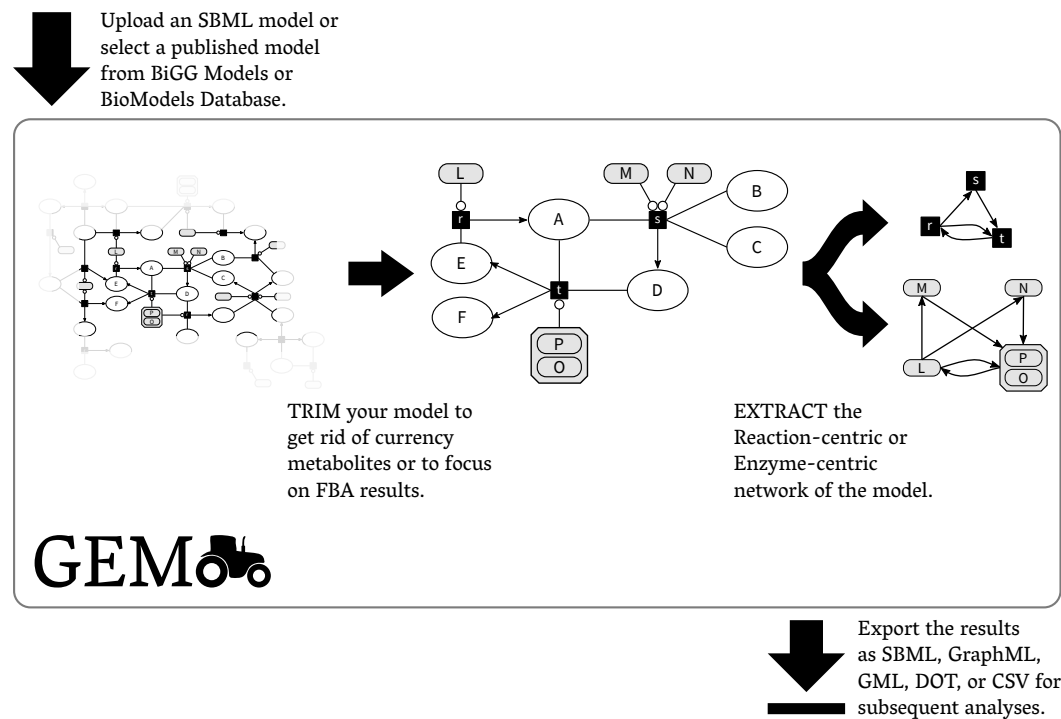 Upload an SBML model or
select a published model
from BiGG Models or
BioModels Database.
L
M
N
B
s
r
A
s
r
t
C
E
M
N
L
M
N
A
B
C
E
D
F
P
O
t
D
F
P
O
P
L
O
TRIM your model to
get rid of currency
metabolites or to focus
on FBA results.
EXTRACT the
Reaction-centric or
Enzyme-centric
network of the model.
GEM
Export the results
as SBML, GraphML,
GML, DOT, or CSV for
subsequent analyses.